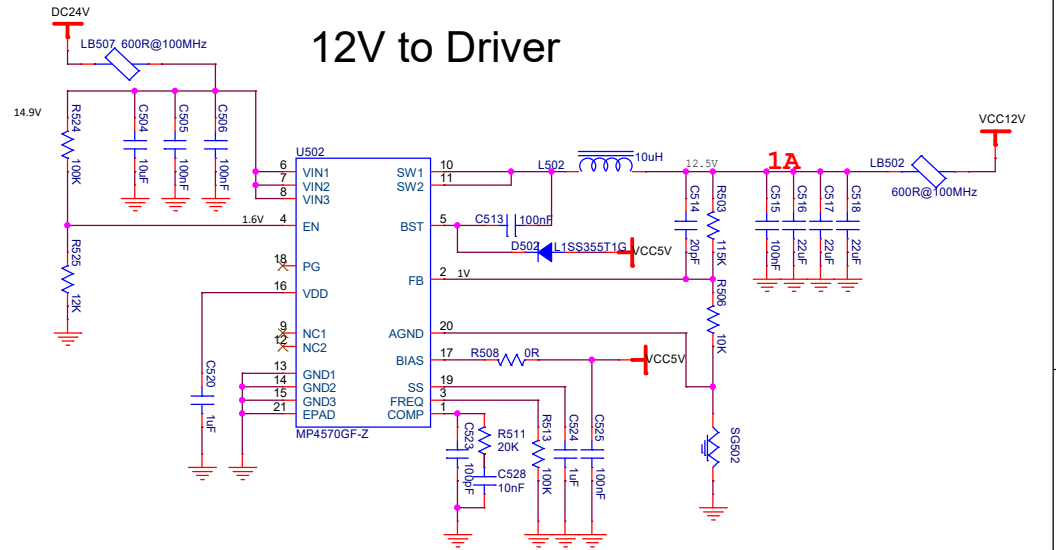 DC24V
12V to Driver
LB507 600R@100MHz
14.9V
R524
100K
C504
10uF
C505
100nF
C506
100nF
VCC12V
U502
6 VIN1
7 VIN2
8 VIN3
4 EN
1.6V
18 PG
16 VDD
9 NC1
12 NC2
13 GND1
14 GND2
15 GND3
21 EPAD
MP4570GF-Z
SW1 10
SW2 11
BST 5
FB 2
1V
AGND 20
BIAS 17
SS 19
FREQ 3
COMP 1
L502
10uH
12.5V
1A
LB502
600R@100MHz
C513
100nF
D502
L1SS355T1G
VCC5V
C514
20pF
R503
115K
C515
100nF
C516
22uF
C517
22uF
C518
22uF
R506
10K
R525
12K
R508
0R
VCC5V
C520
1uF
C523
100pF
R511
20K
C528
10nF
R513
100K
C524
1uF
C525
100nF
SG502